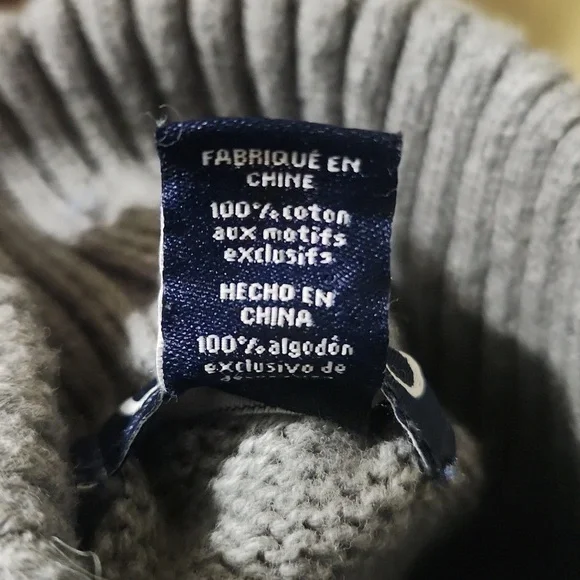 FABRIQUÉ EN
CHINE
100% coton
aux motifs
exclusifs
HECHO EN
CHINA
100% algodón
exclusivo de